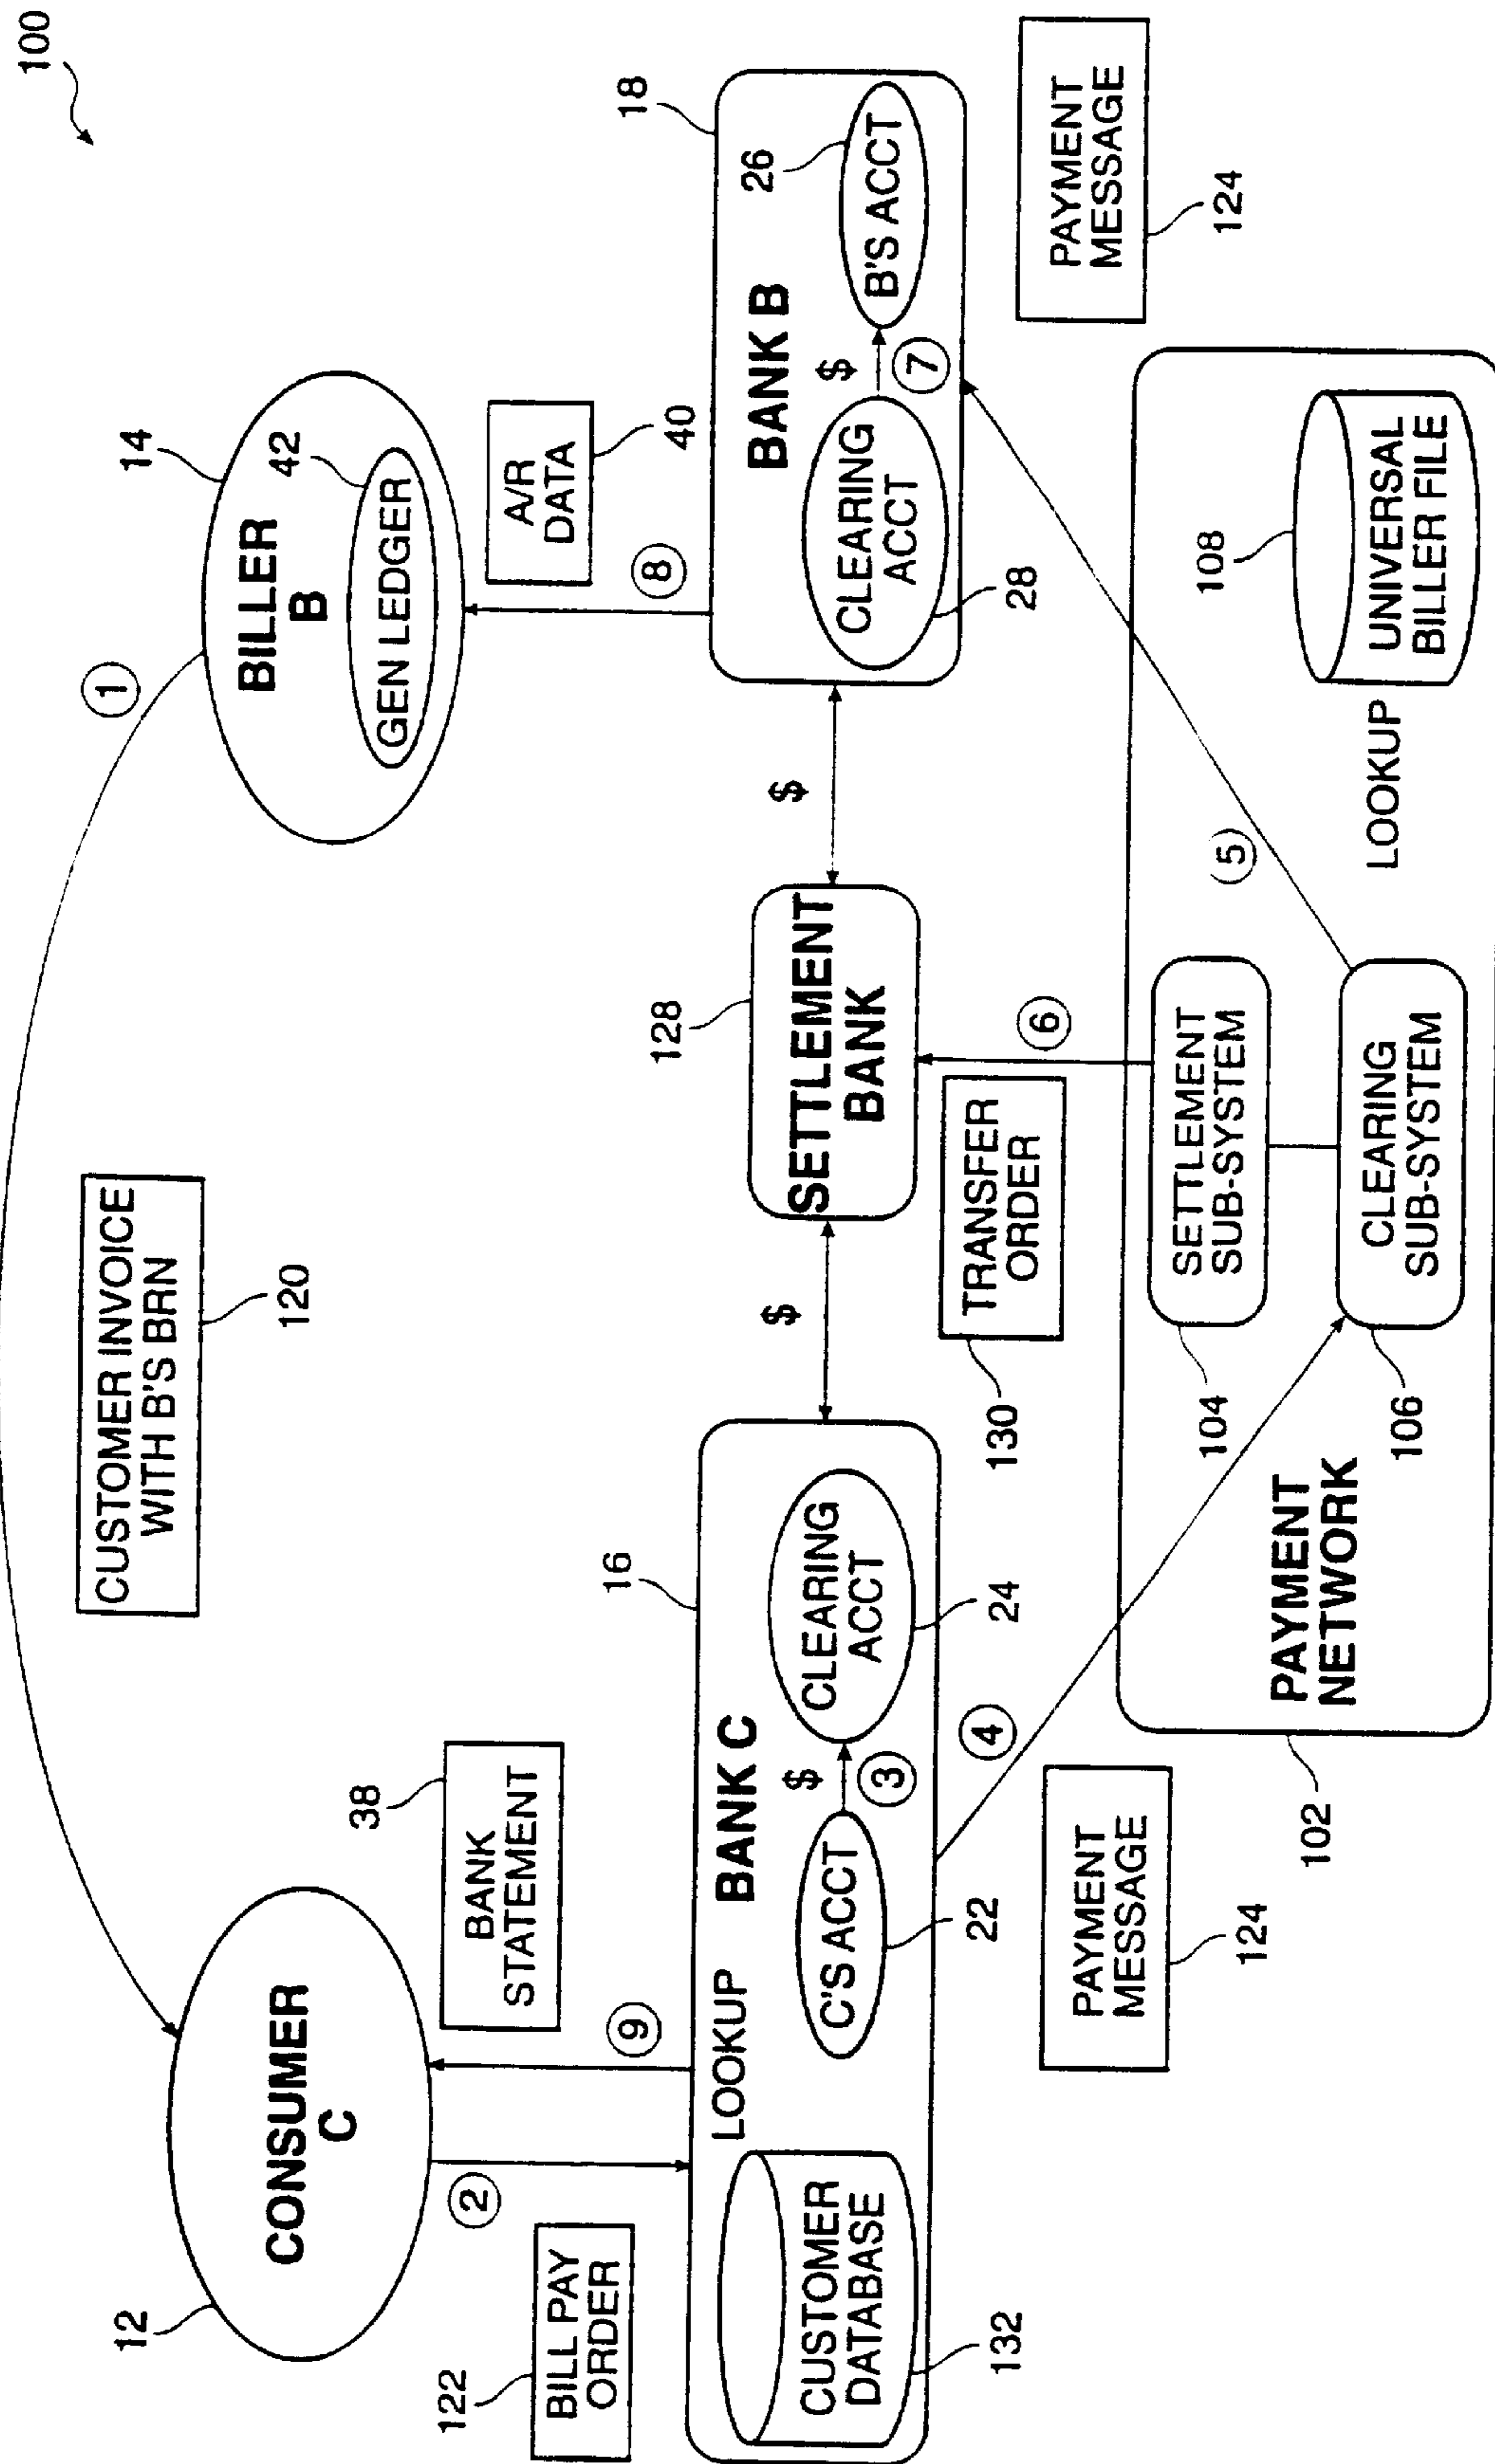 100
1
CUSTOMER INVOICE
WITH B'S BRN
120
12
CONSUMER
C
14
BILLER
B
42
GEN LEDGER
122
BILL PAY
ORDER
2
9
38
BANK
STATEMENT
8
A/R
DATA
40
16
LOOKUP
BANK C
CUSTOMER
DATABASE
132
C'S ACCT
22
$
3
CLEARING
ACCT
24
$
128
SETTLEMENT
BANK
$
18
BANK B
CLEARING
ACCT
28
$
7
26
B'S ACCT
4
PAYMENT
MESSAGE
124
130
TRANSFER
ORDER
6
5
PAYMENT
MESSAGE
124
102
PAYMENT
NETWORK
104
SETTLEMENT
SUB-SYSTEM
106
CLEARING
SUB-SYSTEM
LOOKUP
108
UNIVERSAL
BILLER FILE